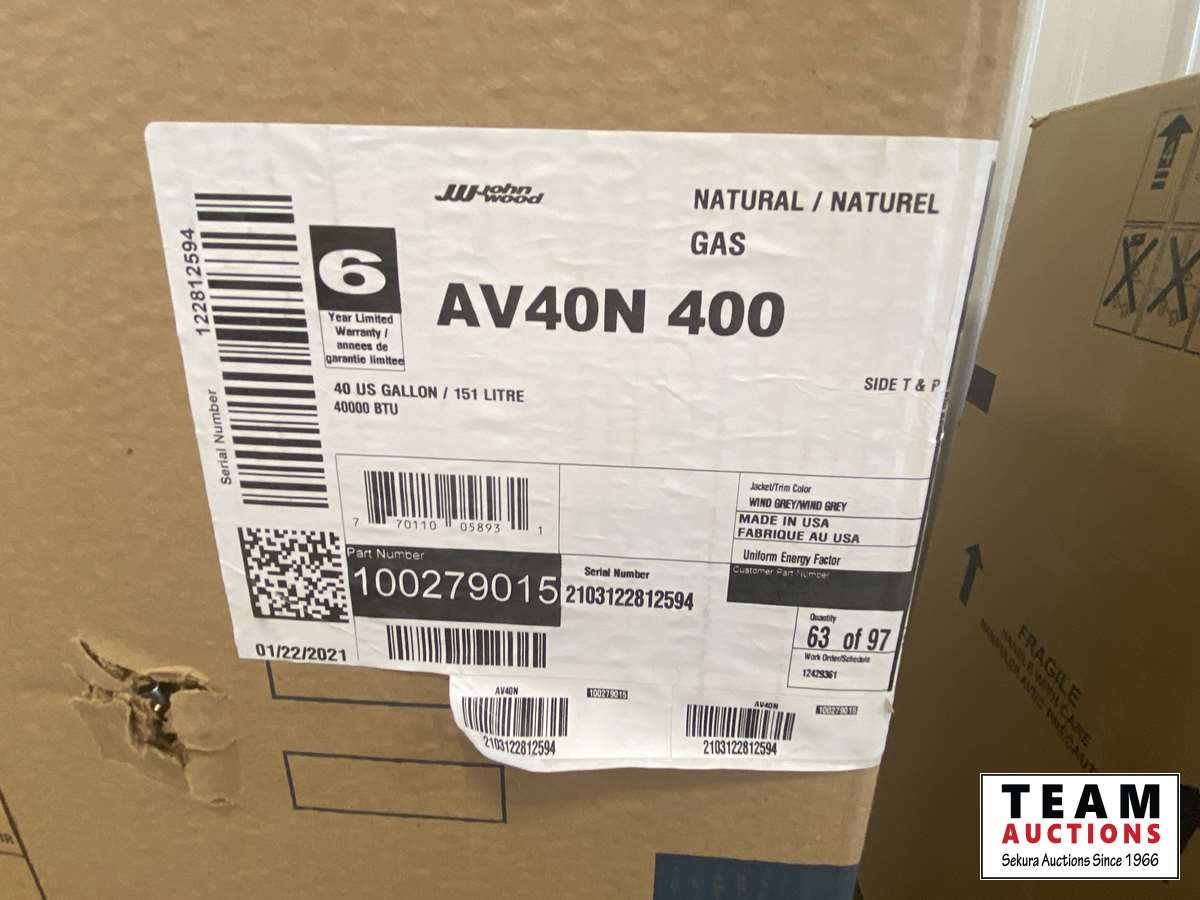 JW john wood
NATURAL / NATUREL
GAS
122812594
Serial Number
6
Year Limited
Warranty /
annees de
garantie limitee
AV40N 400
40 US GALLON / 151 LITRE
40000 BTU
SIDE T & P
7 70110 05893 1
Jacket/Trim Color
WIND GREY/WIND GREY
MADE IN USA
FABRIQUE AU USA
Uniform Energy Factor
Customer Part Number
Part Number
100279015
Serial Number
2103122812594
Quantity
63 of 97
Work Order/Schedule
12429361
01/22/2021
AV40N 100279015
2103122812594
AV40N 100279015
2103122812594
FRAGILE
HANDLE WITH CARE
TEAM
AUCTIONS
Sekura Auctions Since 1966